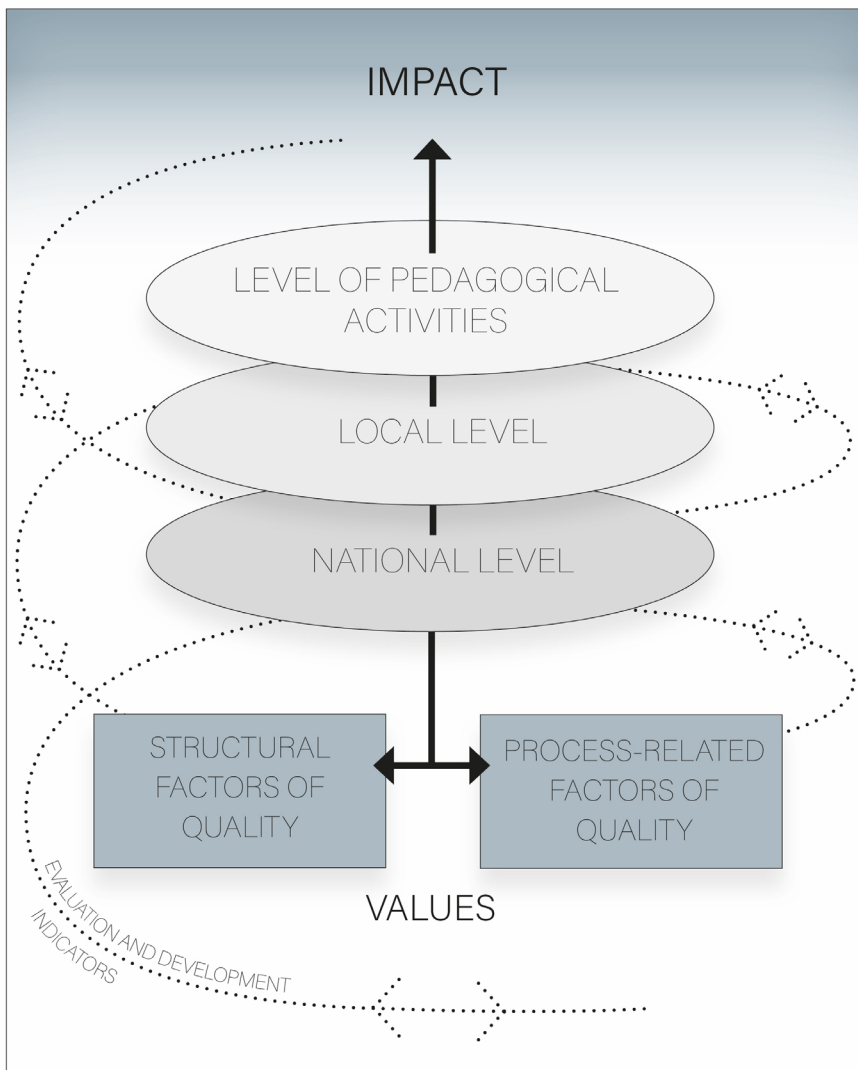 IMPACT
LEVEL OF PEDAGOGICAL
ACTIVITIES
LOCAL LEVEL
NATIONAL LEVEL
STRUCTURAL
FACTORS OF
QUALITY
PROCESS-RELATED
FACTORS OF
QUALITY
VALUES
EVALUATION AND DEVELOPMENT
INDICATORS